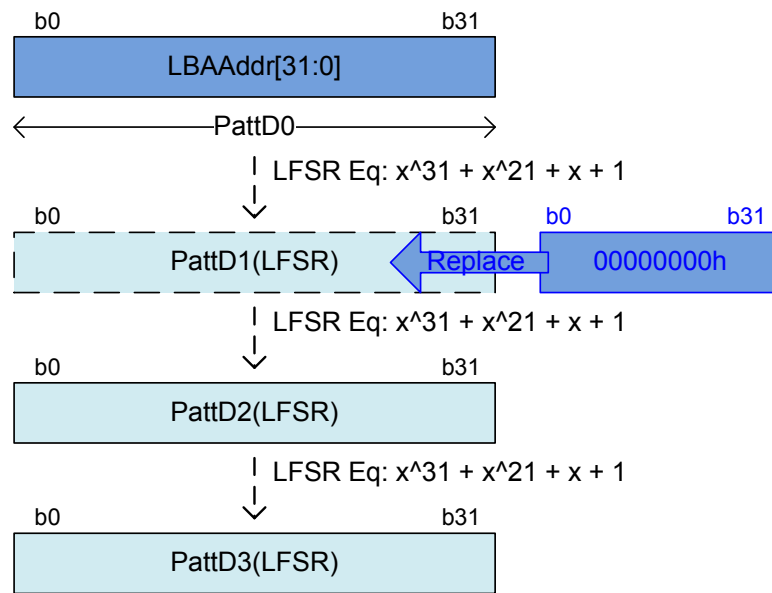 b0 b31
LBAAddr[31:0]
PattD0
LFSR Eq: x^31 + x^21 + x + 1
b0 b31 b0 b31
PattD1(LFSR) Replace 00000000h
LFSR Eq: x^31 + x^21 + x + 1
b0 b31
PattD2(LFSR)
LFSR Eq: x^31 + x^21 + x + 1
b0 b31
PattD3(LFSR)